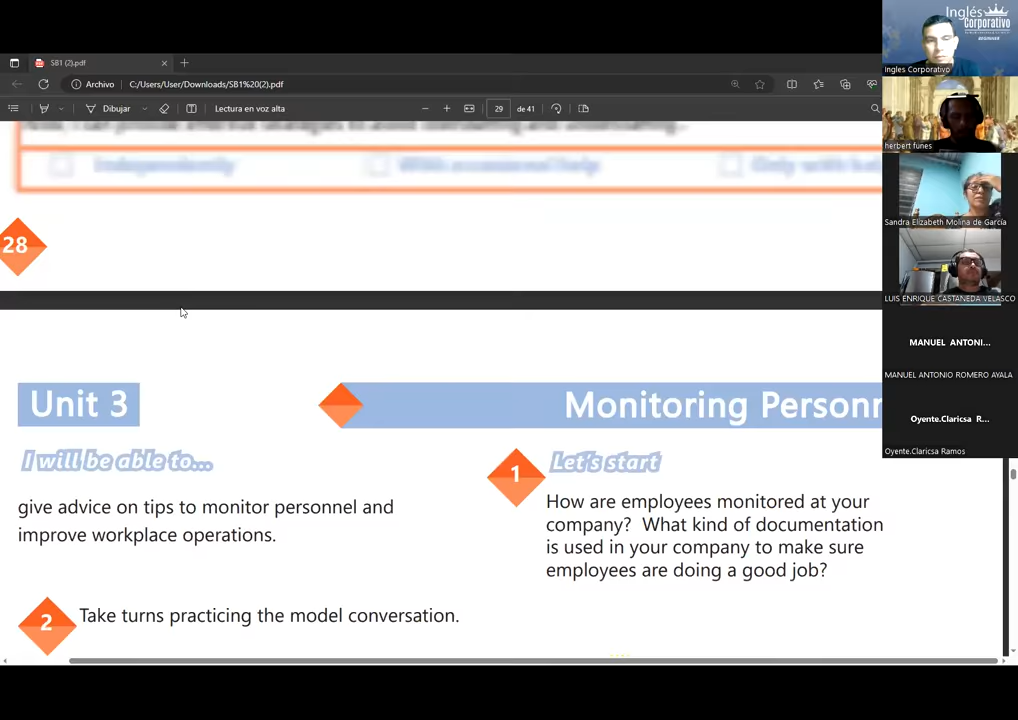 Inglés
Corporativo
BEGINNER
SB1 (2).pdf
Archivo
C:/Users/User/Downloads/SB1%20(2).pdf
Dibujar
Lectura en voz alta
29
de 41
Ingles Corporativo
herbert funes
Independently
With occasional help
Only with
28
Sandra Elizabeth Molina de García
LUIS ENRIQUE CASTANEDA VELASCO
MANUEL ANTONI...
MANUEL ANTONIO ROMERO AYALA
Oyente.Claricsa R...
Oyente.Claricsa Ramos
Unit 3
Monitoring Personn
I will be able to...
give advice on tips to monitor personnel and
improve workplace operations.
1
Let's start
How are employees monitored at your
company? What kind of documentation
is used in your company to make sure
employees are doing a good job?
2
Take turns practicing the model conversation.